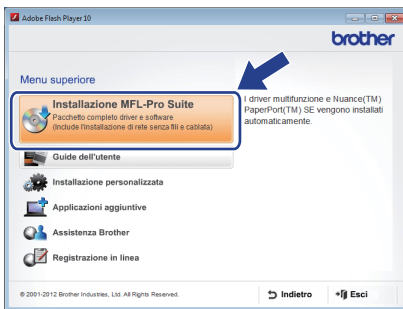 Adobe Flash Player 10
brother
Menu superiore
Installazione MFL-Pro Suite
Pacchetto completo driver e software
(Include l'installazione di rete senza fili e cablata)
I driver multifunzione e Nuance(TM)
PaperPort(TM) SE vengono installati
automaticamente.
Guide dell'utente
Installazione personalizzata
Applicazioni aggiuntive
Assistenza Brother
Registrazione in linea
© 2001-2012 Brother Industries, Ltd. All Rights Reserved.
Indietro
Esci